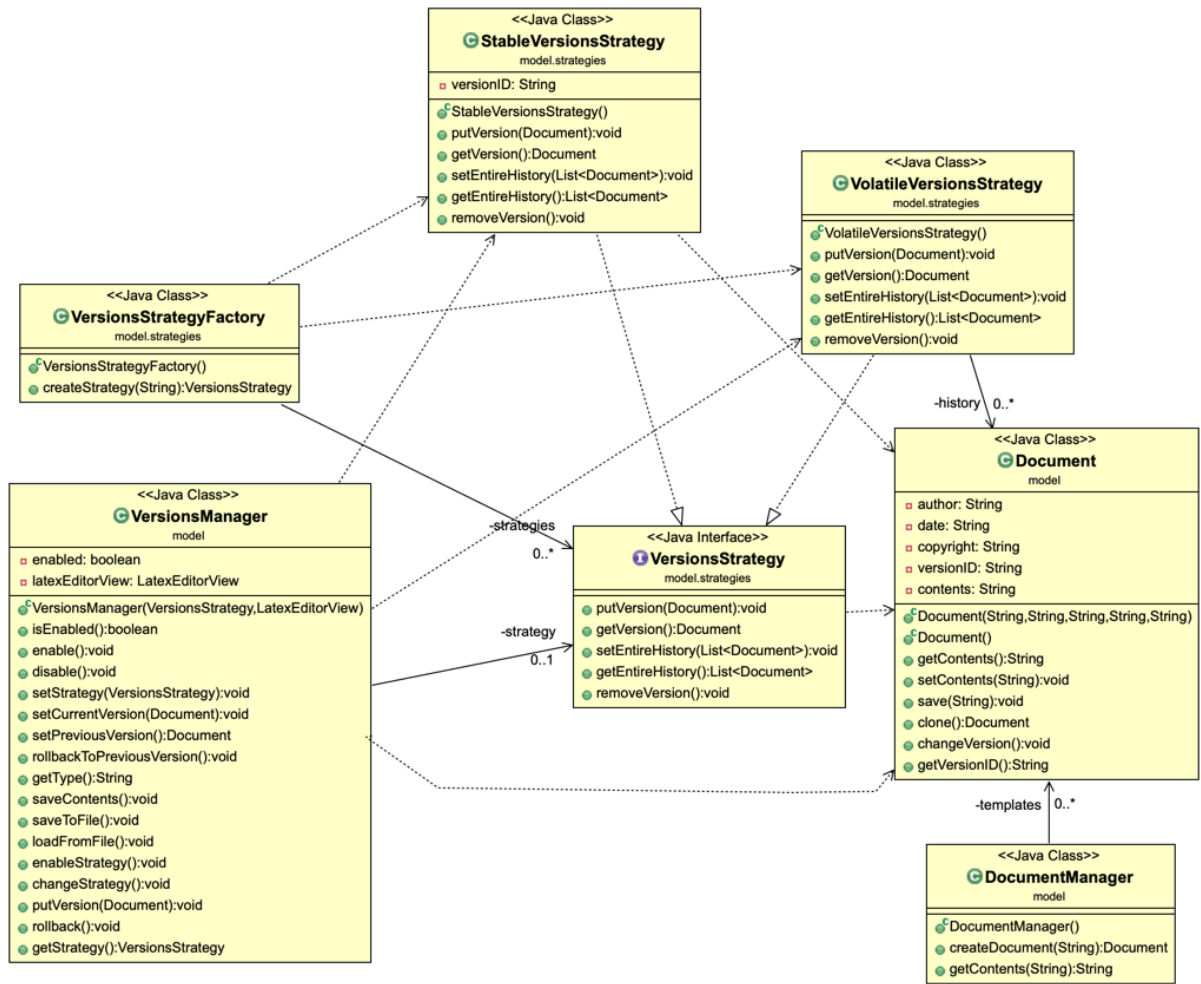 <<Java Class>>
StableVersionsStrategy
model.strategies
versionID: String
StableVersionsStrategy()
putVersion(Document):void
getVersion():Document
setEntireHistory(List<Document>):void
getEntireHistory():List<Document>
removeVersion():void
<<Java Class>>
VolatileVersionsStrategy
model.strategies
VolatileVersionsStrategy()
putVersion(Document):void
getVersion():Document
setEntireHistory(List<Document>):void
getEntireHistory():List<Document>
removeVersion():void
<<Java Class>>
VersionsStrategyFactory
model.strategies
VersionsStrategyFactory()
createStrategy(String):VersionsStrategy
-history 0..*
<<Java Class>>
Document
model
author: String
date: String
copyright: String
versionID: String
contents: String
Document(String,String,String,String,String)
Document()
getContents():String
setContents(String):void
save(String):void
clone():Document
changeVersion():void
getVersionID():String
<<Java Class>>
VersionsManager
model
enabled: boolean
latexEditorView: LatexEditorView
VersionsManager(VersionsStrategy,LatexEditorView)
isEnabled():boolean
enable():void
disable():void
setStrategy(VersionsStrategy):void
setCurrentVersion(Document):void
setPreviousVersion():Document
rollbackToPreviousVersion():void
getType():String
saveContents():void
saveToFile():void
loadFromFile():void
enableStrategy():void
changeStrategy():void
putVersion(Document):void
rollback():void
getStrategy():VersionsStrategy
-strategies
0..*
-strategy
0..1
<<Java Interface>>
VersionsStrategy
model.strategies
putVersion(Document):void
getVersion():Document
setEntireHistory(List<Document>):void
getEntireHistory():List<Document>
removeVersion():void
-templates 0..*
<<Java Class>>
DocumentManager
model
DocumentManager()
createDocument(String):Document
getContents(String):String